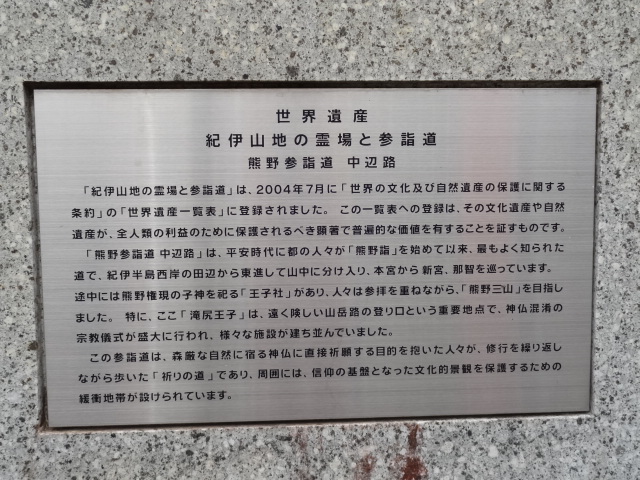 世界遺産
紀伊山地の霊場と参詣道
熊野参詣道 中辺路
「紀伊山地の霊場と参詣道」は、2004年7月に「世界の文化及び自然遺産の保護に関する
条約」の「世界遺産一覧表」に登録されました。この一覧表への登録は、その文化遺産や自然
遺産が、全人類の利益のために保護されるべき顕著で普遍的な価値を有することを証すものです。
「熊野参詣道 中辺路」は、平安時代に都の人々が「熊野詣」を始めて以来、最もよく知られた
道で、紀伊半島西岸の田辺から東進して山中に分け入り、本宮から新宮、那智を巡っています。
途中には熊野権現の子神を祀る「王子社」があり、人々は参拝を重ねながら、「熊野三山」を目指し
ました。特に、ここ「滝尻王子」は、遠く険しい山岳路の登り口という重要地点で、神仏混淆の
宗教儀式が盛大に行われ、様々な施設が建ち並んでいました。
この参詣道は、森厳な自然に宿る神仏に直接祈願する目的を抱いた人々が、修行を繰り返し
ながら歩いた「祈りの道」であり、周囲には、信仰の基盤となった文化的景観を保護するための
緩衝地帯が設けられています。